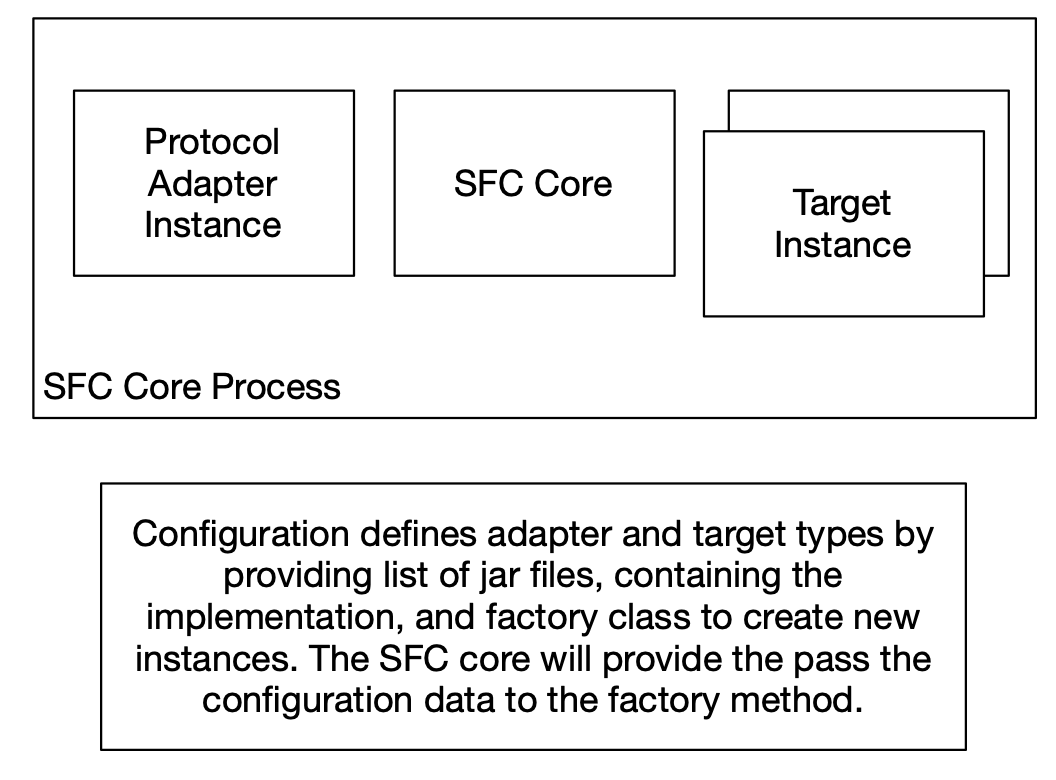 Protocol
Adapter
Instance
SFC Core
Target
Instance
SFC Core Process
Configuration defines adapter and target types by
providing list of jar files, containing the
implementation, and factory class to create new
instances. The SFC core will provide the pass the
configuration data to the factory method.